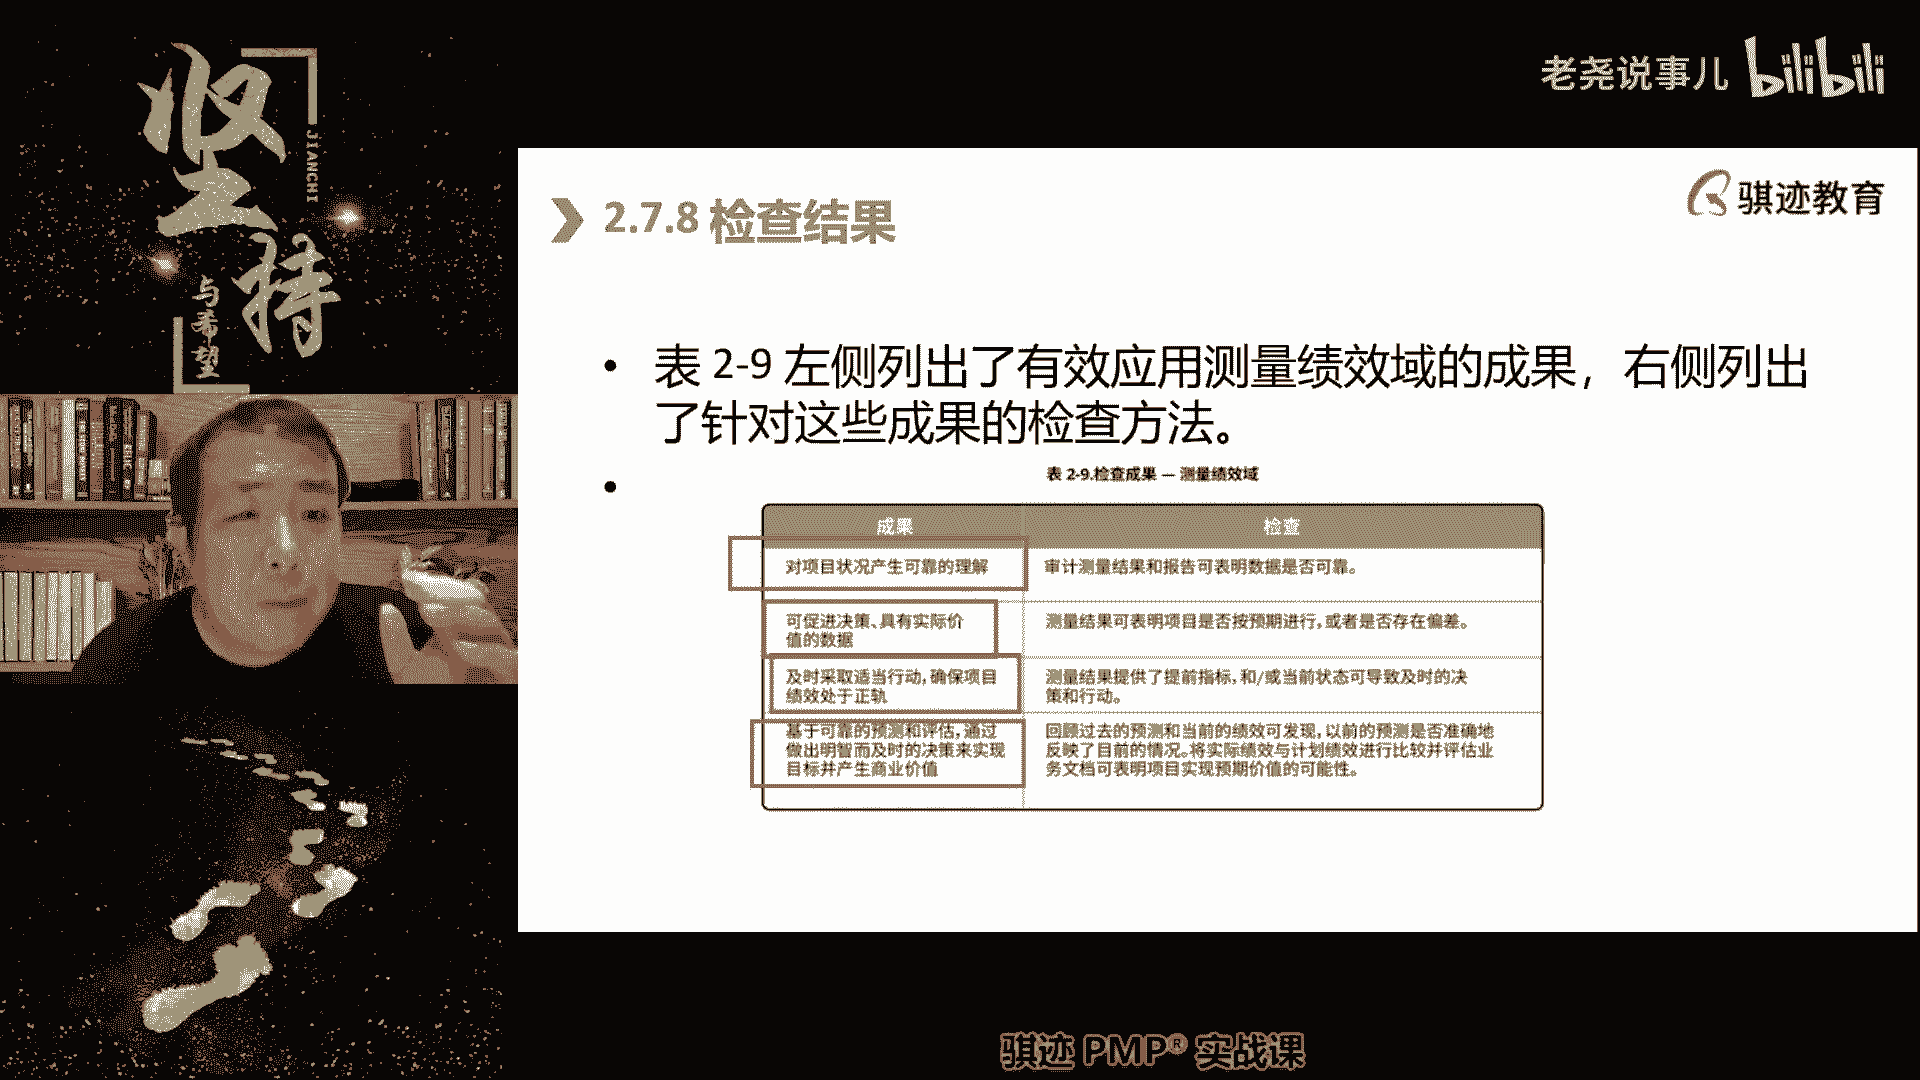 坚持
JIANCHI
与希望
老尧说事儿 bilibili
骐迹教育
2.7.8 检查结果
• 表 2-9 左侧列出了有效应用测量绩效域的成果，右侧列出
了针对这些成果的检查方法。
•
表 2-9.检查成果 — 测量绩效域
成果 检查
对项目状况产生可靠的理解 审计测量结果和报告可表明数据是否可靠。
可促进决策、具有实际价
值的数据
测量结果可表明项目是否按预期进行，或者是否存在偏差。
及时采取适当行动，确保项目
绩效处于正轨
测量结果提供了提前指标，和/或当前状态可导致及时的决
策和行动。
基于可靠的预测和评估，通过
做出明智而及时的决策来实现
目标并产生商业价值
回顾过去的预测和当前的绩效可发现，以前的预测是否准确地
反映了目前的情况。将实际绩效与计划绩效进行比较并评估业
务文档可表明项目实现预期价值的可能性。
骐迹 PMP® 实战课